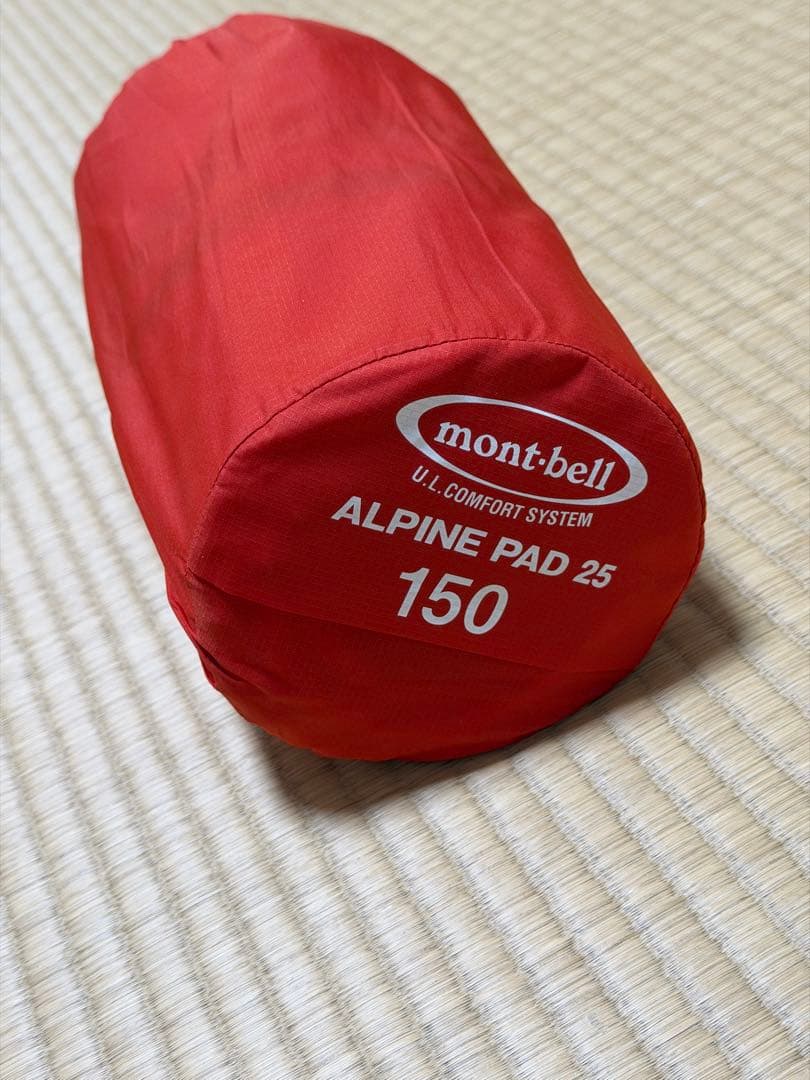 mont-bell
U.L.COMFORT SYSTEM
ALPINE PAD 25
150